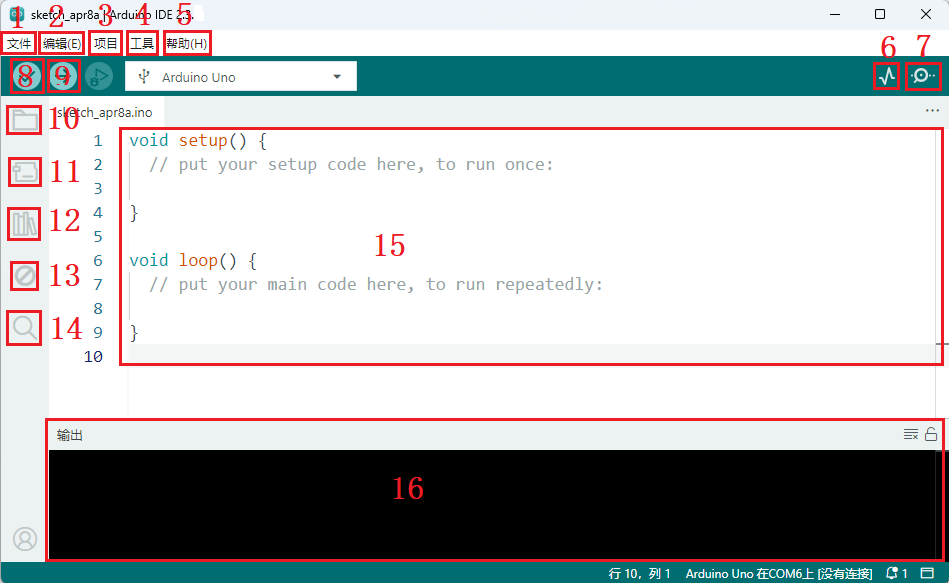 sketch_apr8a | Arduino IDE 2.3.
1 2 3 4 5
文件 编辑(E) 项目 工具 帮助(H)
6 7
8 9 Arduino Uno
10 sketch_apr8a.ino
1 void setup() {
11 2 // put your setup code here, to run once:
3
12 4 }
5
15
6 void loop() {
13 7 // put your main code here, to run repeatedly:
8
14 9 }
10
输出
16
行 10，列 1 Arduino Uno 在COM6上 [没有连接] 1